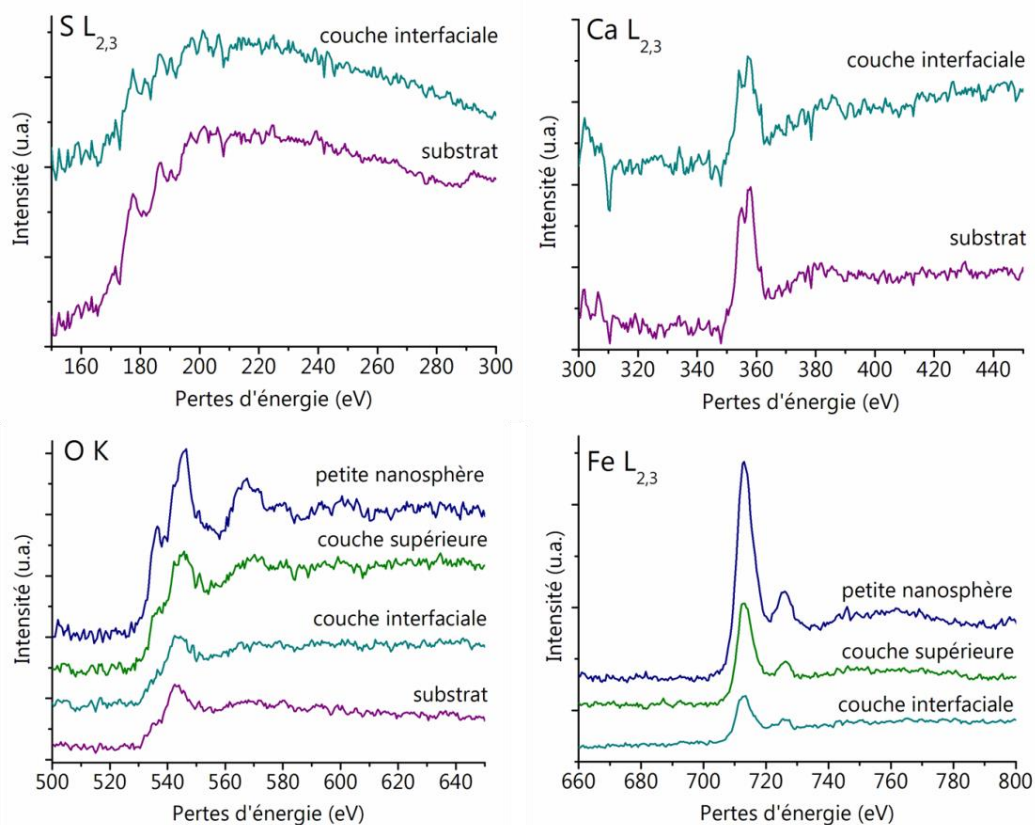 S L2,3
couche interfaciale
substrat
Intensité (u.a.)
160 180 200 220 240 260 280 300
Pertes d'énergie (eV)
Ca L2,3
couche interfaciale
substrat
Intensité (u.a.)
300 320 340 360 380 400 420 440
Pertes d'énergie (eV)
O K
petite nanosphère
couche supérieure
couche interfaciale
substrat
Intensité (u.a.)
500 520 540 560 580 600 620 640
Pertes d'énergie (eV)
Fe L2,3
petite nanosphère
couche supérieure
couche interfaciale
Intensité (u.a.)
660 680 700 720 740 760 780 800
Pertes d'énergie (eV)